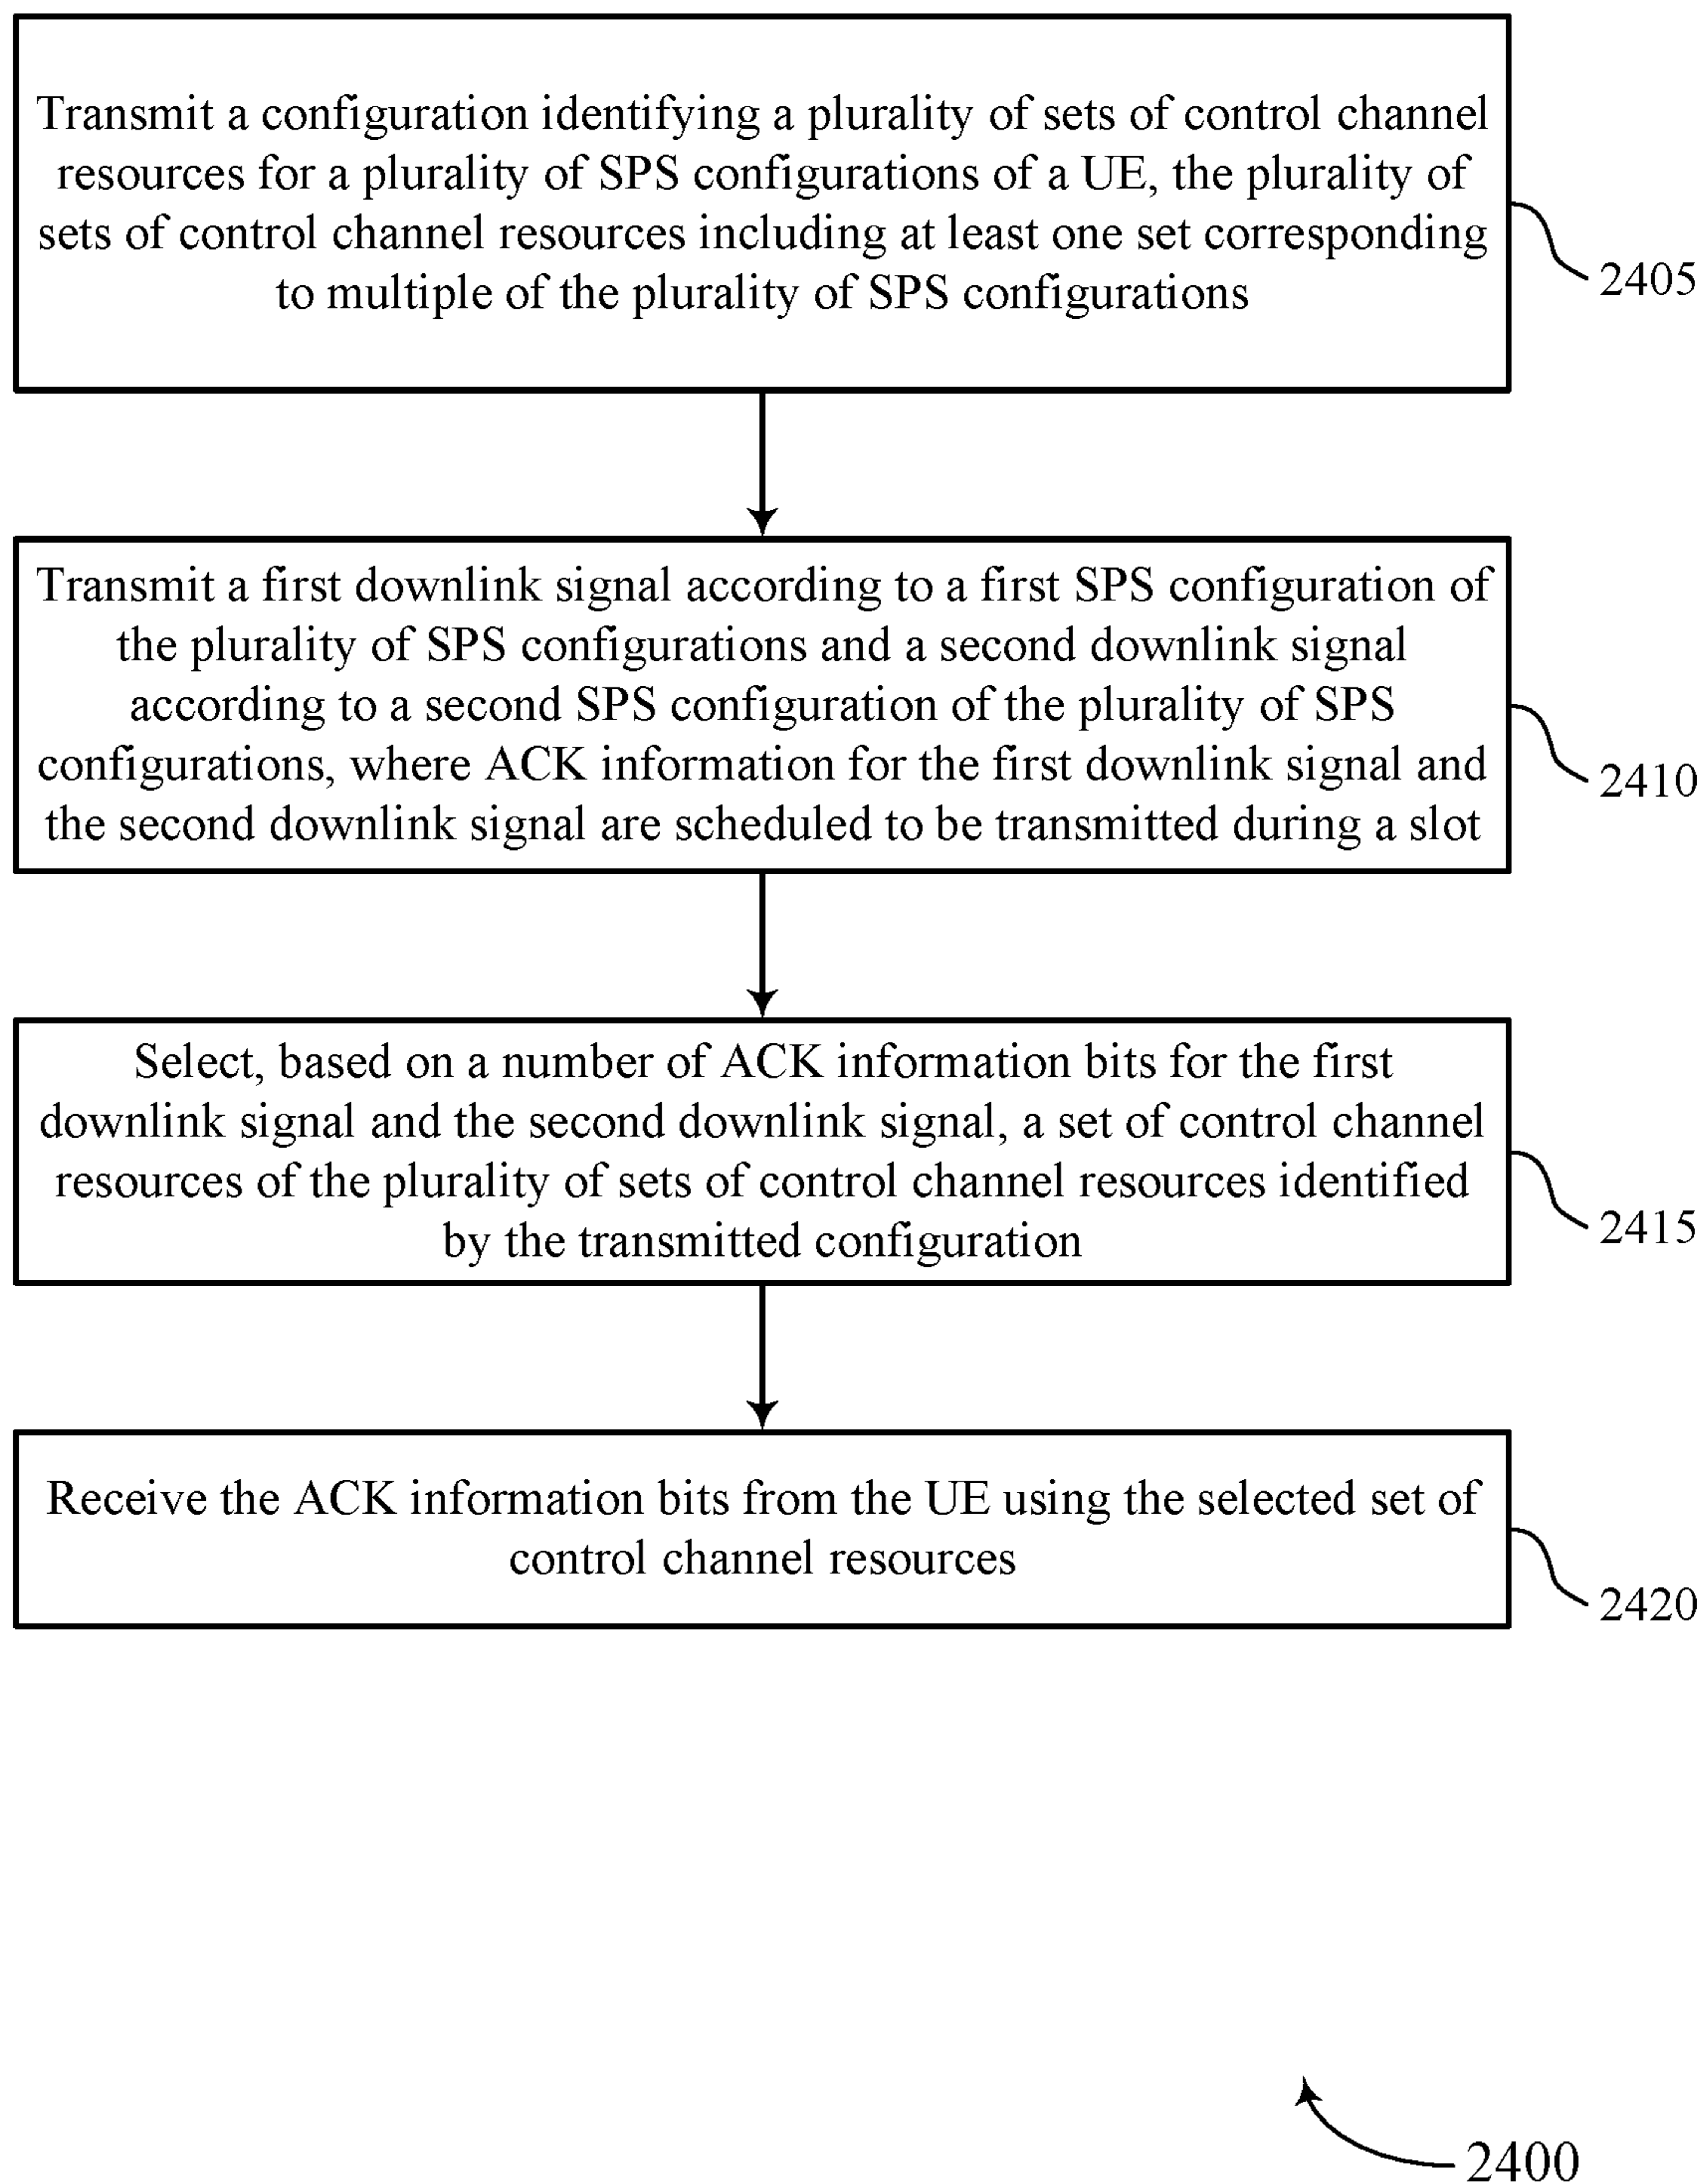 Transmit a configuration identifying a plurality of sets of control channel
resources for a plurality of SPS configurations of a UE, the plurality of
sets of control channel resources including at least one set corresponding
to multiple of the plurality of SPS configurations
2405
Transmit a first downlink signal according to a first SPS configuration of
the plurality of SPS configurations and a second downlink signal
according to a second SPS configuration of the plurality of SPS
configurations, where ACK information for the first downlink signal and
the second downlink signal are scheduled to be transmitted during a slot
2410
Select, based on a number of ACK information bits for the first
downlink signal and the second downlink signal, a set of control channel
resources of the plurality of sets of control channel resources identified
by the transmitted configuration
2415
Receive the ACK information bits from the UE using the selected set of
control channel resources
2420
2400